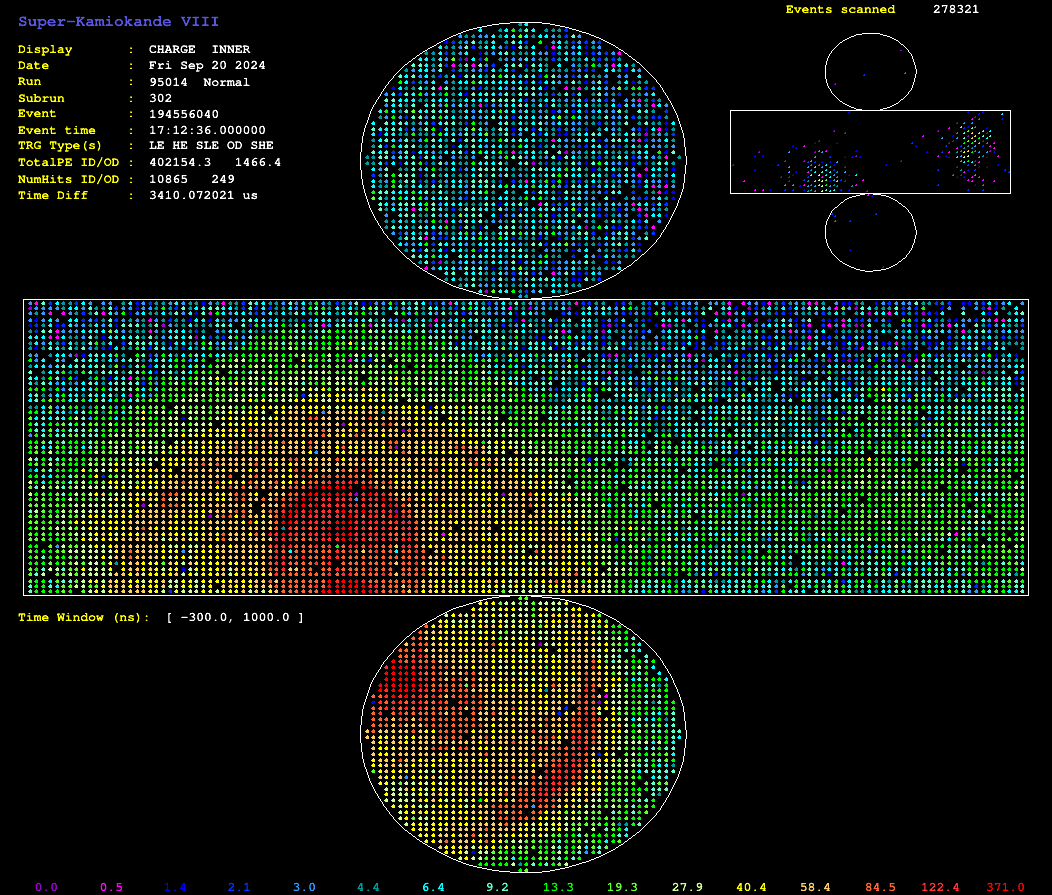 Super-Kamiokande VIII
Events scanned 278321
Display : CHARGE INNER
Date : Fri Sep 20 2024
Run : 95014 Normal
Subrun : 302
Event : 194556040
Event time : 17:12:36.000000
TRG Type(s) : LE HE SLE OD SHE
TotalPE ID/OD : 402154.3 1466.4
NumHits ID/OD : 10865 249
Time Diff : 3410.072021 us
Time Window (ns): [ -300.0, 1000.0 ]
0.0 0.5 1.4 2.1 3.0 4.4 6.4 9.2 13.3 19.3 27.9 40.4 58.4 84.5 122.4 371.0